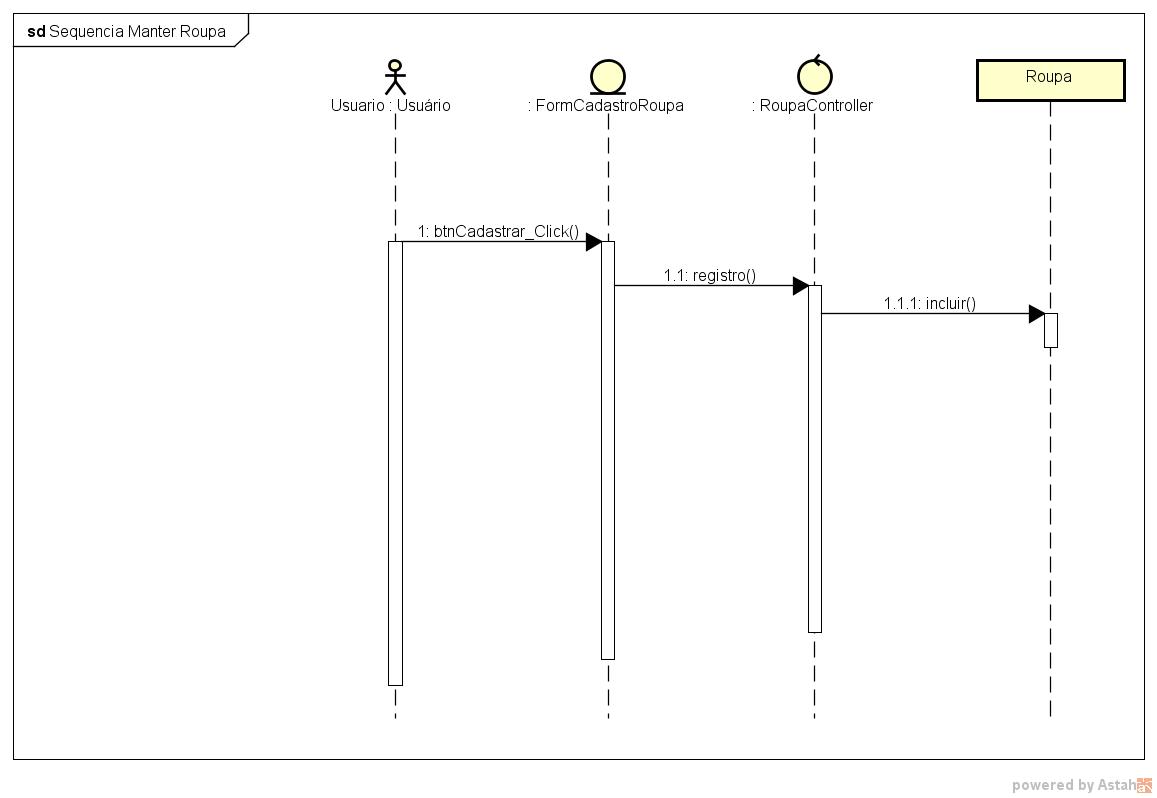 sd Sequencia Manter Roupa
Usuario : Usuário
: FormCadastroRoupa
: RoupaController
Roupa
1: btnCadastrar_Click()
1.1: registro()
1.1.1: incluir()
powered by Astah